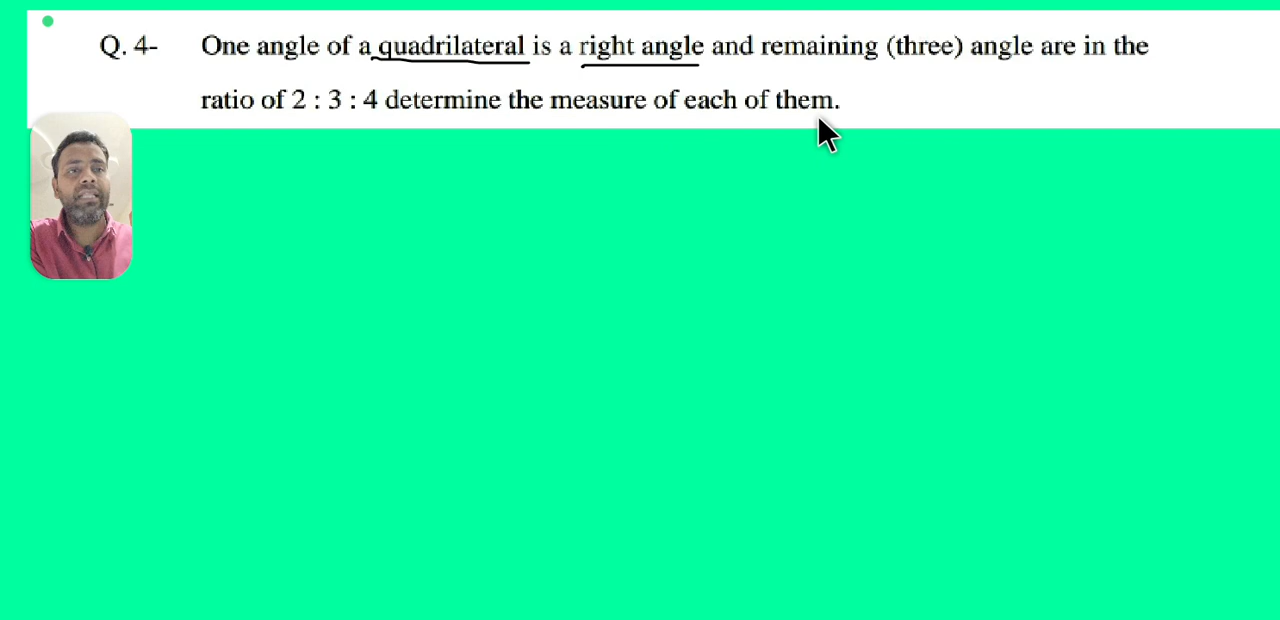 Q. 4- One angle of a quadrilateral is a right angle and remaining (three) angle are in the
ratio of 2 : 3 : 4 determine the measure of each of them.